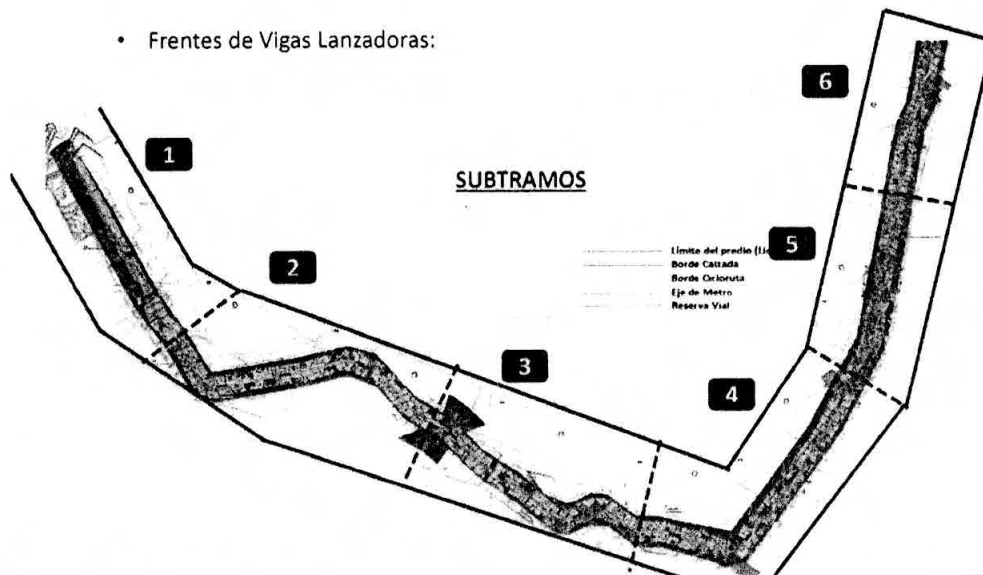 • Frentes de Vigas Lanzadoras:
6
1
SUBTRAMOS
2
5
Límite del predio
Borde Calzada
Borde Cicloruta
Eje de Metro
Reserva Vial
3
4